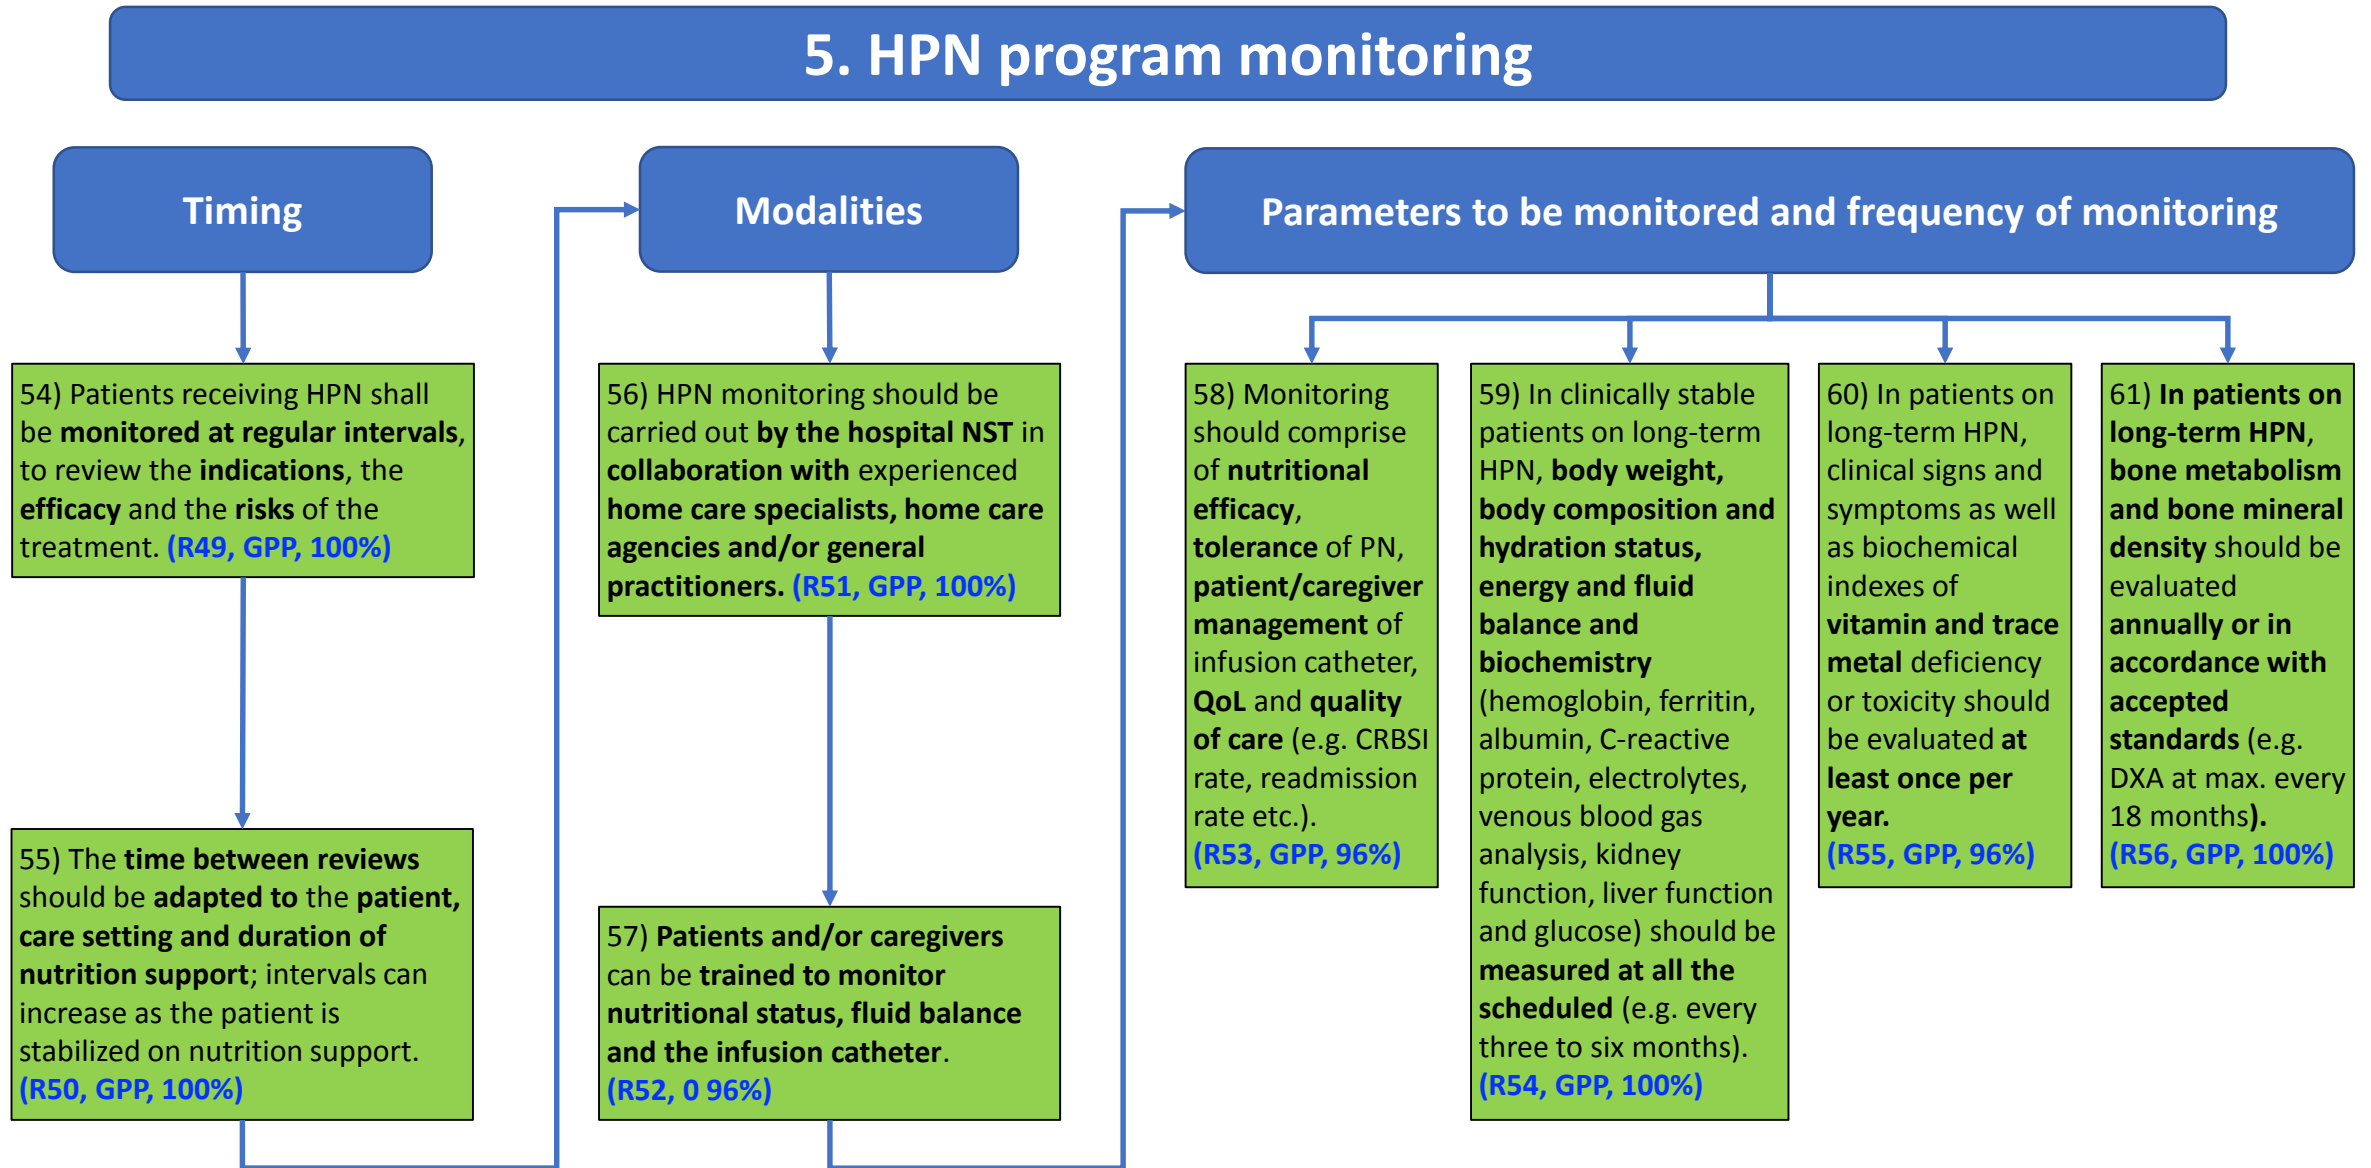 5. HPN program monitoring
Timing
54) Patients receiving HPN shall
be monitored at regular intervals,
to review the indications, the
efficacy and the risks of the
treatment. (R49, GPP, 100%)
55) The time between reviews
should be adapted to the patient,
care setting and duration of
nutrition support; intervals can
increase as the patient is
stabilized on nutrition support.
(R50, GPP, 100%)
Modalities
56) HPN monitoring should be
carried out by the hospital NST in
collaboration with experienced
home care specialists, home care
agencies and/or general
practitioners. (R51, GPP, 100%)
57) Patients and/or caregivers
can be trained to monitor
nutritional status, fluid balance
and the infusion catheter.
(R52, 0 96%)
Parameters to be monitored and frequency of monitoring
58) Monitoring
should comprise
of nutritional
efficacy,
tolerance of PN,
patient/caregiver
management of
infusion catheter,
QoL and quality
of care (e.g. CRBSI
rate, readmission
rate etc.).
(R53, GPP, 96%)
59) In clinically stable
patients on long-term
HPN, body weight,
body composition and
hydration status,
energy and fluid
balance and
biochemistry
(hemoglobin, ferritin,
albumin, C-reactive
protein, electrolytes,
venous blood gas
analysis, kidney
function, liver function
and glucose) should be
measured at all the
scheduled (e.g. every
three to six months).
(R54, GPP, 100%)
60) In patients on
long-term HPN,
clinical signs and
symptoms as well
as biochemical
indexes of
vitamin and trace
metal deficiency
or toxicity should
be evaluated at
least once per
year.
(R55, GPP, 96%)
61) In patients on
long-term HPN,
bone metabolism
and bone mineral
density should be
evaluated
annually or in
accordance with
accepted
standards (e.g.
DXA at max. every
18 months).
(R56, GPP, 100%)